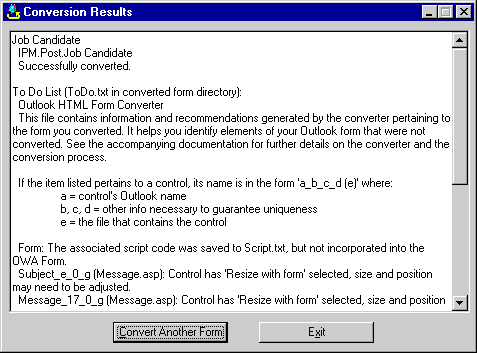 Conversion Results
Job Candidate
IPM.Post.Job Candidate
Successfully converted.
To Do List (ToDo.txt in converted form directory):
Outlook HTML Form Converter
This file contains information and recommendations generated by the converter pertaining to
the form you converted. It helps you identify elements of your Outlook form that were not
converted. See the accompanying documentation for further details on the converter and the
conversion process.
If the item listed pertains to a control, its name is in the form 'a_b_c_d (e)' where:
a = control's Outlook name
b, c, d = other info necessary to guarantee uniqueness
e = the file that contains the control
Form: The associated script code was saved to Script.txt, but not incorporated into the
OWA Form.
Subject_e_0_g (Message.asp): Control has 'Resize with form' selected, size and position
may need to be adjusted.
Message_17_0_g (Message.asp): Control has 'Resize with form' selected, size and position
Convert Another Form
Exit